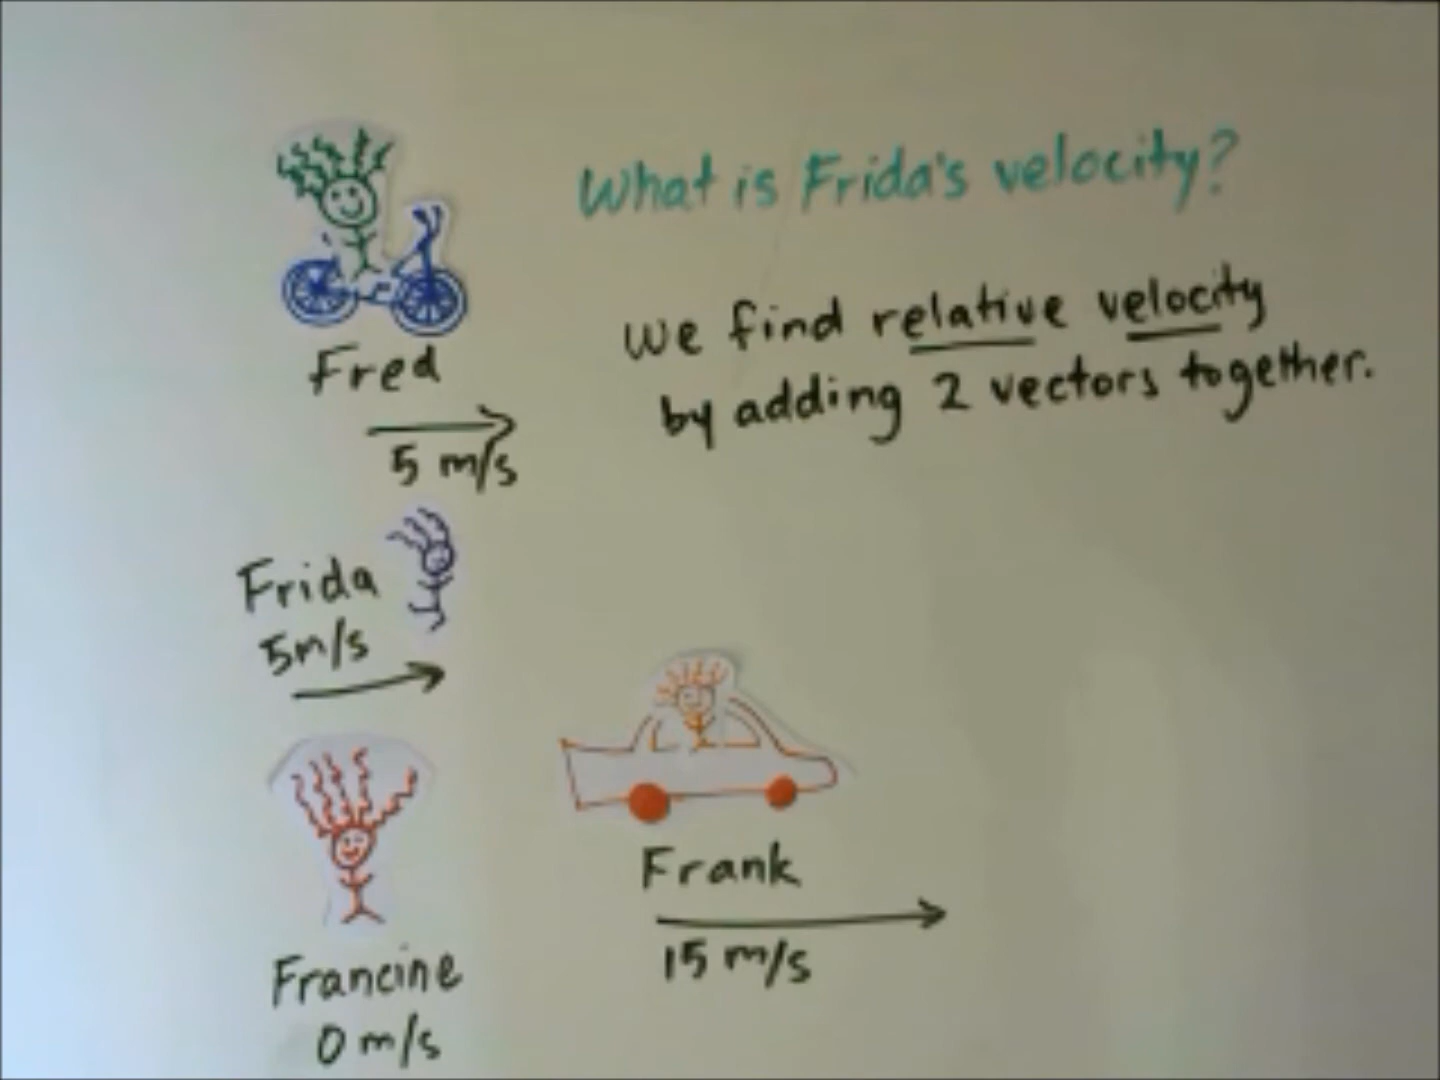 What is Frida's velocity?
We find relative velocity
by adding 2 vectors together.
Fred
5 m/s
Frida
5m/s
Frank
15 m/s
Francine
0 m/s